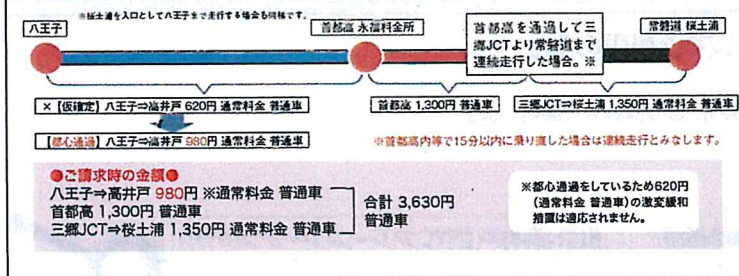 ※桜土浦を入口として八王子まで走行する場合も同様です。
八王子
首都高 永福料金所
首都高を通過して三
郷JCTより常磐道まで
連続走行した場合。※
常磐道 桜土浦
×【仮確定】八王子⇒高井戸 620円 通常料金 普通車
首都高 1,300円 普通車
三郷JCT⇒桜土浦 1,350円 通常料金 普通車
【都心通過】八王子⇒高井戸 980円 通常料金 普通車
※首都高内等で15分以内に乗り直した場合は連続走行とみなします。
●ご請求時の金額●
八王子⇒高井戸 980円 ※通常料金 普通車
首都高 1,300円 普通車
三郷JCT⇒桜土浦 1,350円 通常料金 普通車
合計 3,630円
普通車
※都心通過をしているため620円
(通常料金 普通車)の激変緩和
措置は適応されません。